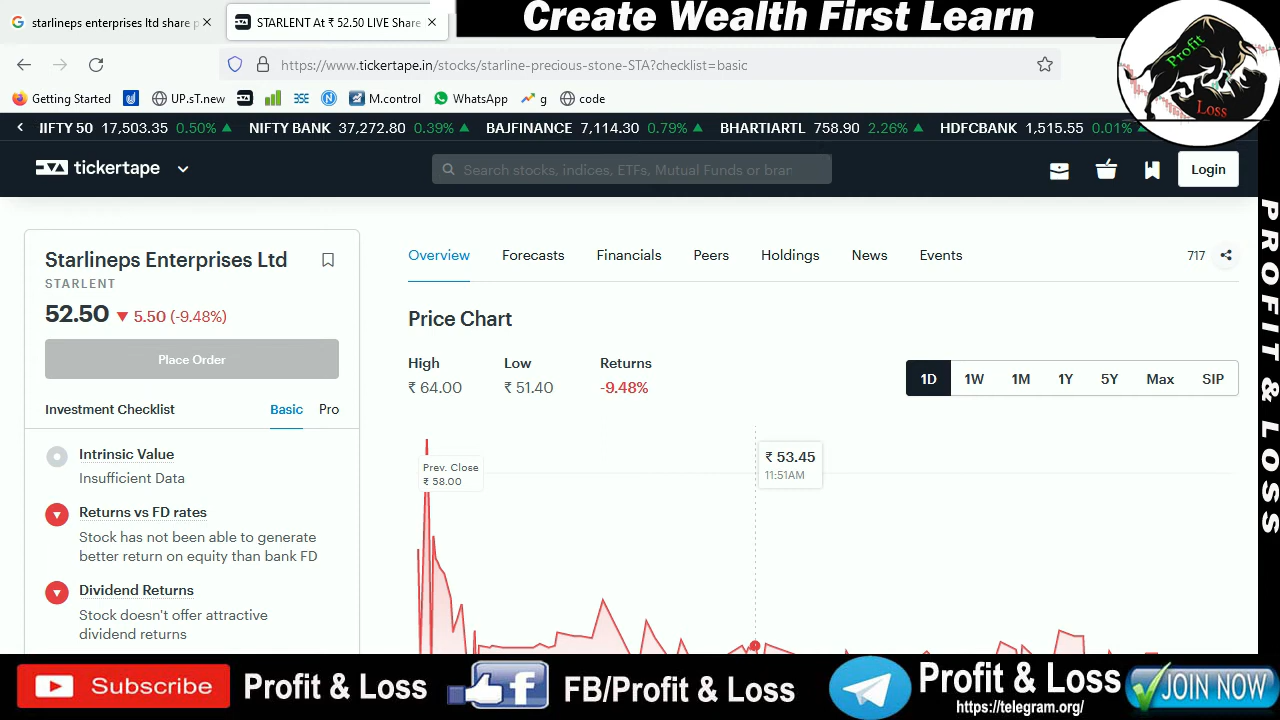 Create Wealth First Learn
starlineps enterprises ltd share p
STARLENT At ₹ 52.50 LIVE Share
https://www.tickertape.in/stocks/starline-precious-stone-STA?checklist=basic
Getting Started UP.sT.new M.control WhatsApp g code
Profit
Loss
IIFTY 50 17,503.35 0.50% NIFTY BANK 37,272.80 0.39% BAJFINANCE 7,114.30 0.79% BHARTIARTL 758.90 2.26% HDFCBANK 1,515.55 0.01%
tickertape
Search stocks, indices, ETFs, Mutual Funds or bran
Login
Starlineps Enterprises Ltd
STARLENT
52.50 5.50 (-9.48%)
Place Order
Investment Checklist Basic Pro
Intrinsic Value
Insufficient Data
Returns vs FD rates
Stock has not been able to generate
better return on equity than bank FD
Dividend Returns
Stock doesn't offer attractive
dividend returns
Overview Forecasts Financials Peers Holdings News Events 717
Price Chart
High Low Returns
₹ 64.00 ₹ 51.40 -9.48%
1D 1W 1M 1Y 5Y Max SIP
Prev. Close
₹ 58.00
₹ 53.45
11:51AM
PROFIT & LOSS
Subscribe Profit & Loss
FB/Profit & Loss
Profit & Loss
https://telegram.org/
JOIN NOW